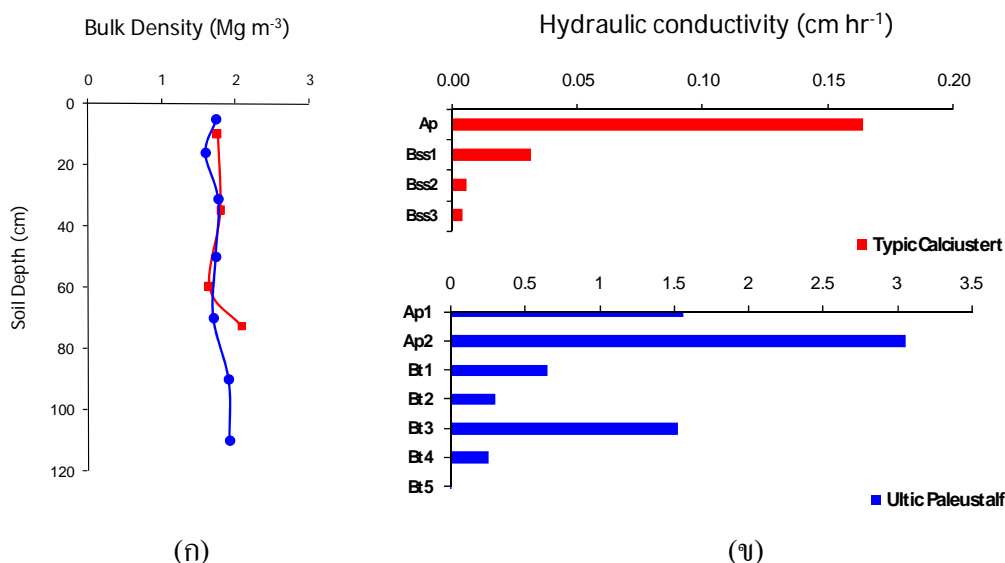 Bulk Density (Mg m-3)
0 1 2 3
0
20
40
60
80
100
120
Soil Depth (cm)
(ก)
Hydraulic conductivity (cm hr-1)
0.00 0.05 0.10 0.15 0.20
Ap
Bss1
Bss2
Bss3
Typic Calciustert
0 0.5 1 1.5 2 2.5 3 3.5
Ap1
Ap2
Bt1
Bt2
Bt3
Bt4
Bt5
Ultic Paleustalf
(ข)